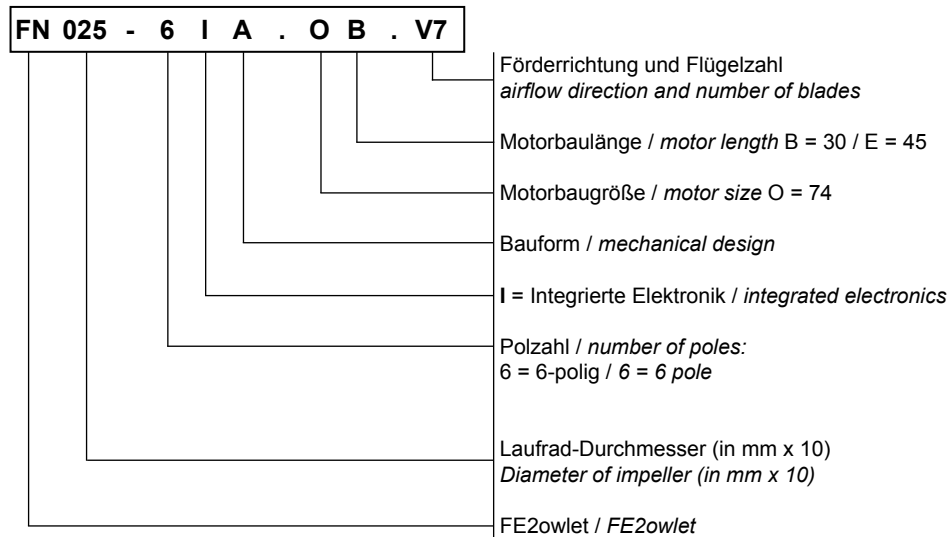 FN 025 - 6 I A . O B . V7
Förderrichtung und Flügelzahl
airflow direction and number of blades
Motorbaulänge / motor length B = 30 / E = 45
Motorbaugröße / motor size O = 74
Bauform / mechanical design
I = Integrierte Elektronik / integrated electronics
Polzahl / number of poles:
6 = 6-polig / 6 = 6 pole
Laufrad-Durchmesser (in mm x 10)
Diameter of impeller (in mm x 10)
FE2owlet / FE2owlet